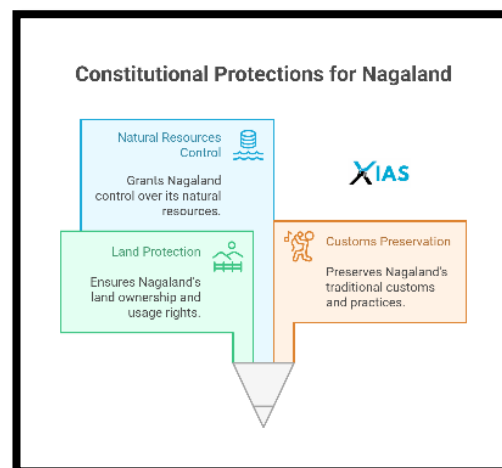 Constitutional Protections for Nagaland
Natural Resources
Control
Grants Nagaland
control over its natural
resources.
XIAS
Land Protection
Ensures Nagaland's
land ownership and
usage rights.
Customs Preservation
Preserves Nagaland's
traditional customs
and practices.